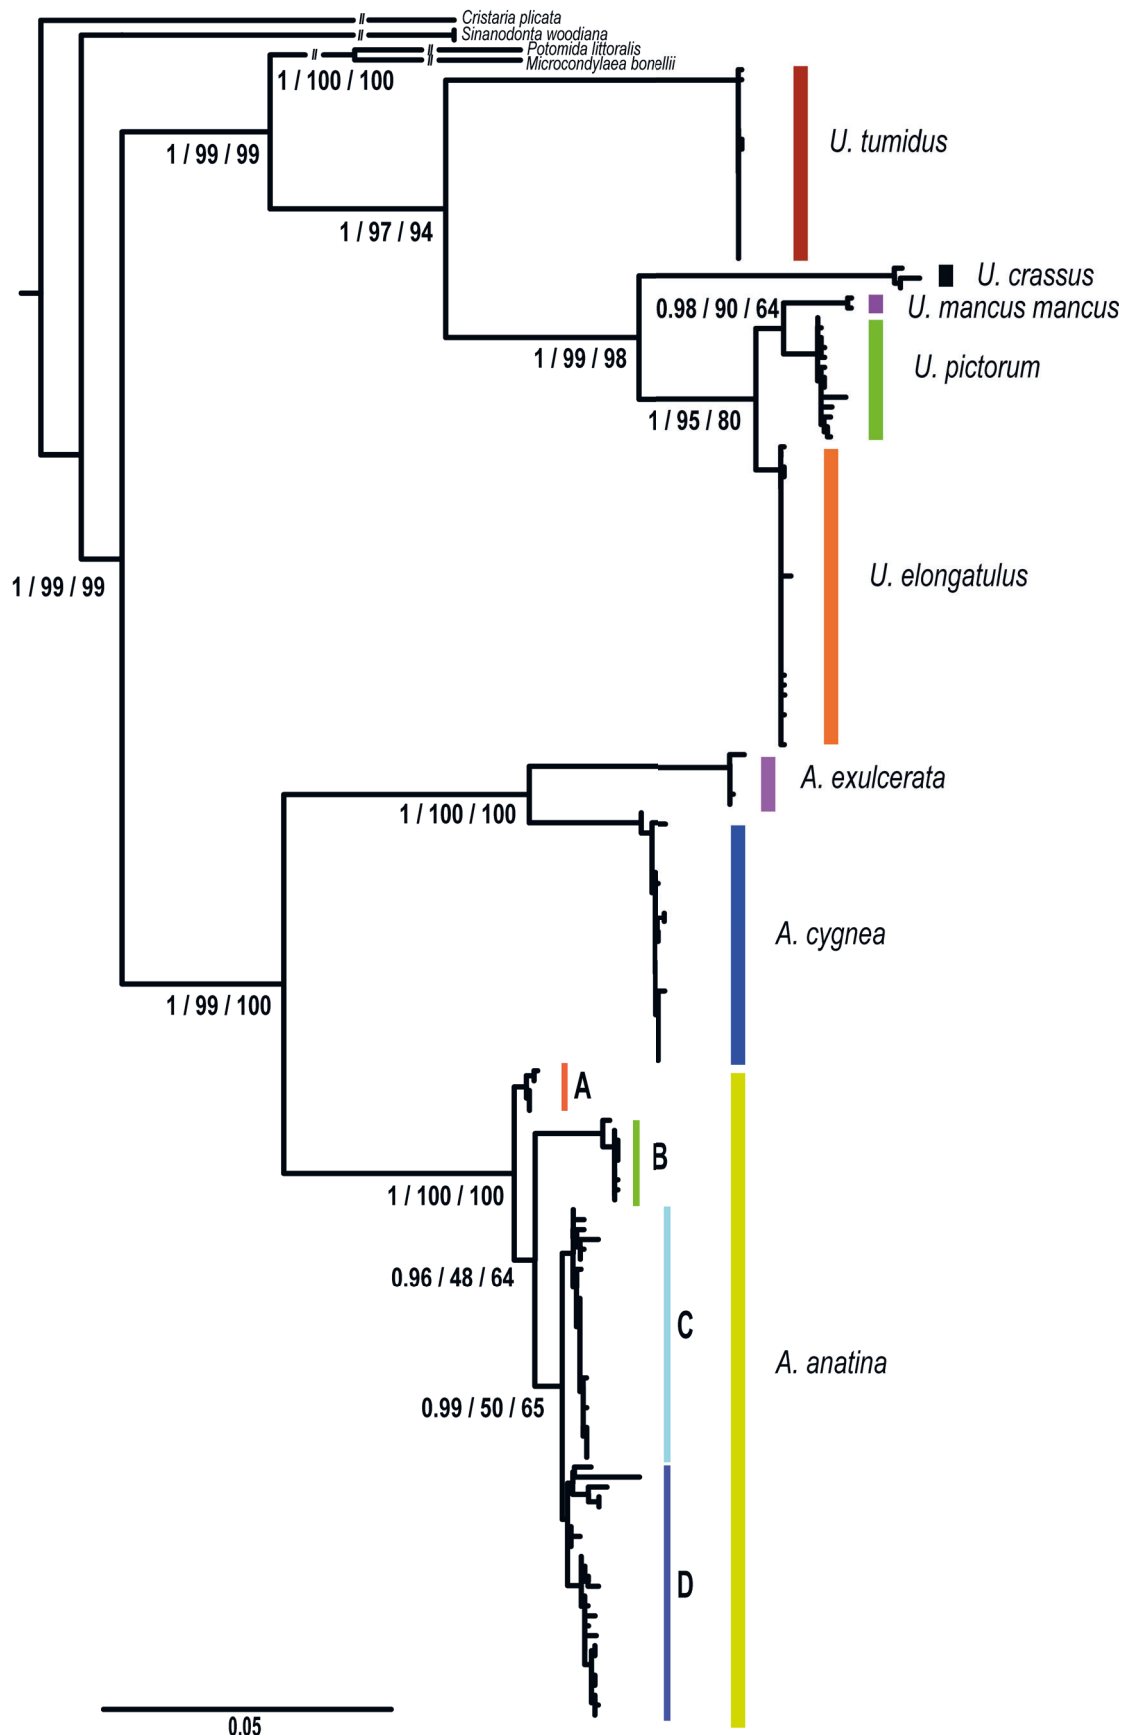 Cristaria plicata
Sinanodonta woodiana
Potomida littoralis
Microcondylaea bonellii
1 / 100 / 100
U. tumidus
1 / 99 / 99
1 / 97 / 94
U. crassus
0.98 / 90 / 64
U. mancus mancus
1 / 99 / 98
U. pictorum
1 / 95 / 80
U. elongatulus
1 / 99 / 99
A. exulcerata
1 / 100 / 100
A. cygnea
1 / 99 / 100
A
B
1 / 100 / 100
0.96 / 48 / 64
C
A. anatina
0.99 / 50 / 65
D
0.05